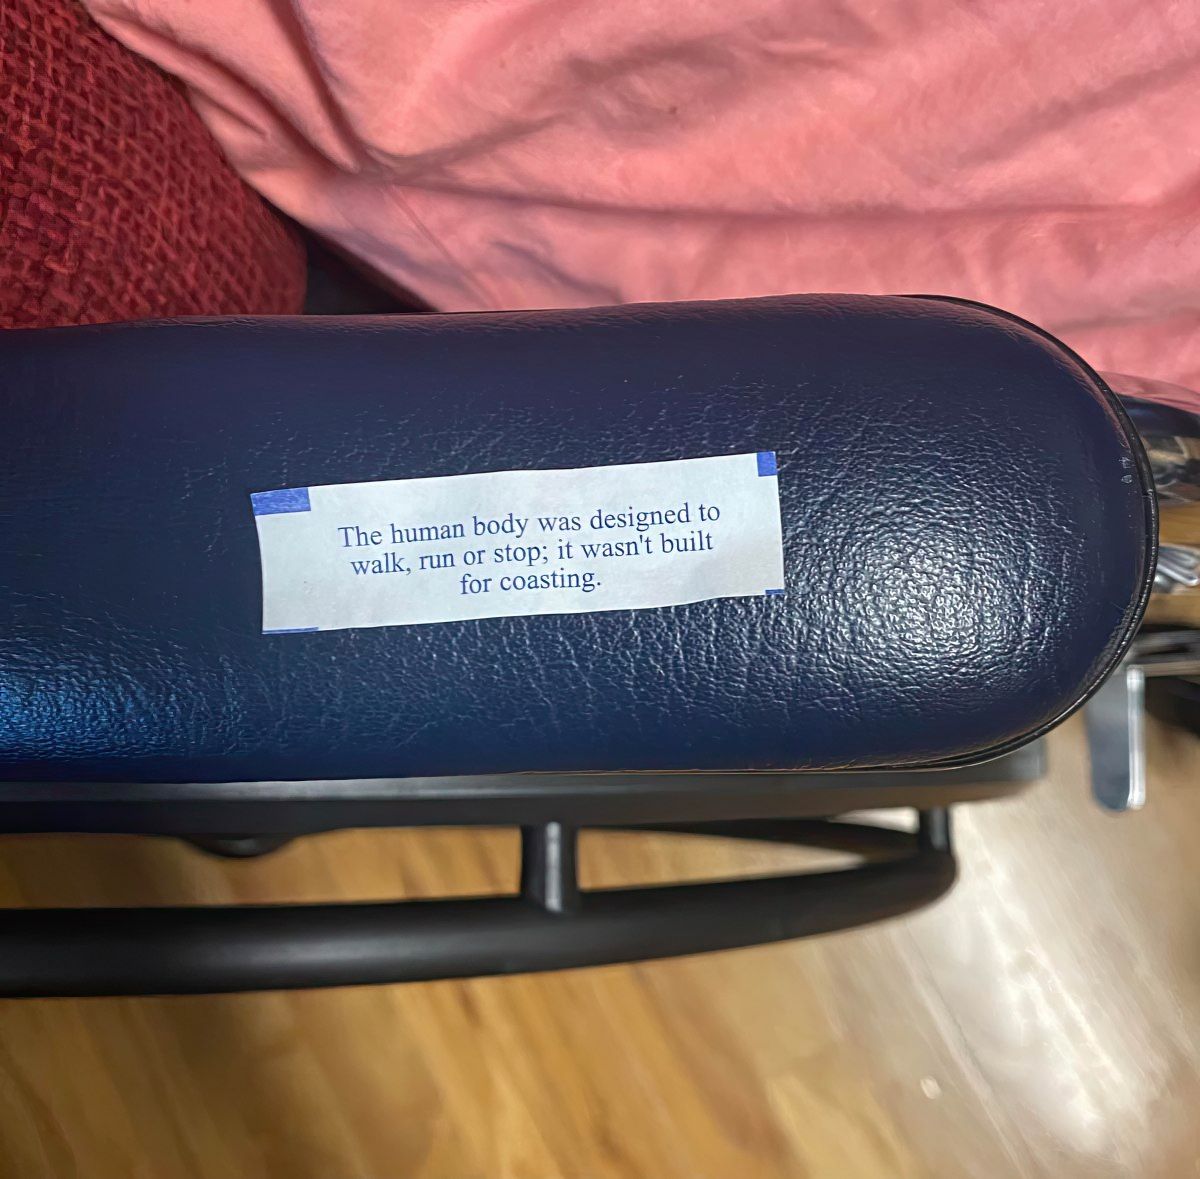 The human body was designed to
walk, run or stop; it wasn't built
for coasting.